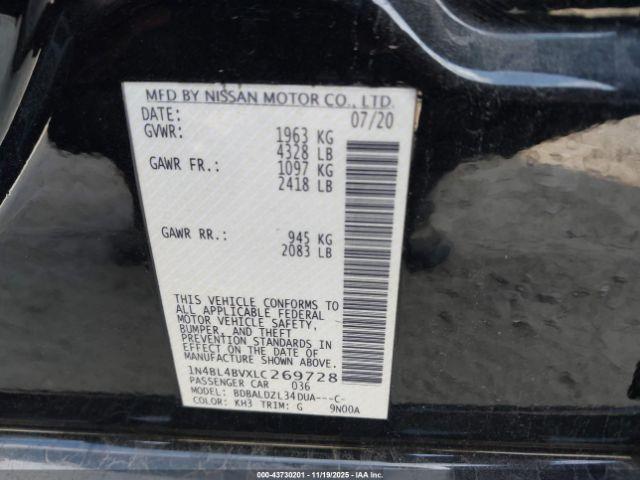 MFD BY NISSAN MOTOR CO., LTD.
DATE: 07/20
GVWR: 1963 KG
4328 LB
GAWR FR.: 1097 KG
2418 LB
GAWR RR.: 945 KG
2083 LB
THIS VEHICLE CONFORMS TO
ALL APPLICABLE FEDERAL
MOTOR VEHICLE SAFETY,
BUMPER, AND THEFT
PREVENTION STANDARDS
IN EFFECT ON THE DATE OF
MANUFACTURE SHOWN ABOVE.
1N4BL4BVXLC269728
PASSENGER CAR 036
MODEL: BDBALDZL34DUA---C-
COLOR: KH3 TRIM: G 9N00A
000-43730201 - 11/19/2025 - IAA